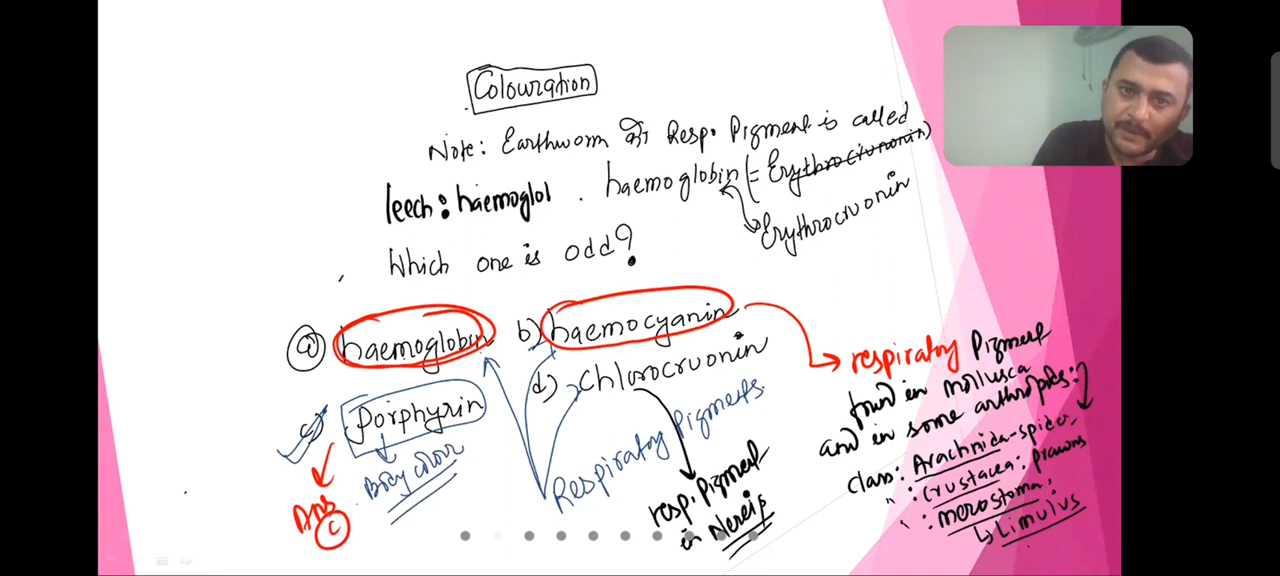 Colouration
Note: Earthworm को Resp. Pigment is called
haemoglobin (= Erythrocruonin)
Erythrocruonin
leech: haemoglol
Which one is odd?
a) haemoglobin b) haemocyanin
c) Porphyrin d) Chlorocruonin
Body colour
Ans c
Respiratory Pigments
resp. Pigment
in Nereis
respiratory Pigment
found in mollusca
and in some arthropodes:
class: Arachnida-spider,
" : Crustacea: prawns
" : merostoma:
↳ Limulus